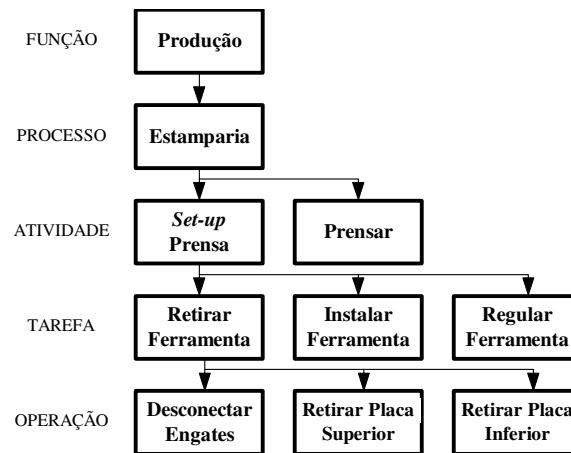 FUNÇÃO
Produção
PROCESSO
Estamparia
ATIVIDADE
Set-up
Prensa
Prensar
TAREFA
Retirar
Ferramenta
Instalar
Ferramenta
Regular
Ferramenta
OPERAÇÃO
Desconectar
Engates
Retirar Placa
Superior
Retirar Placa
Inferior